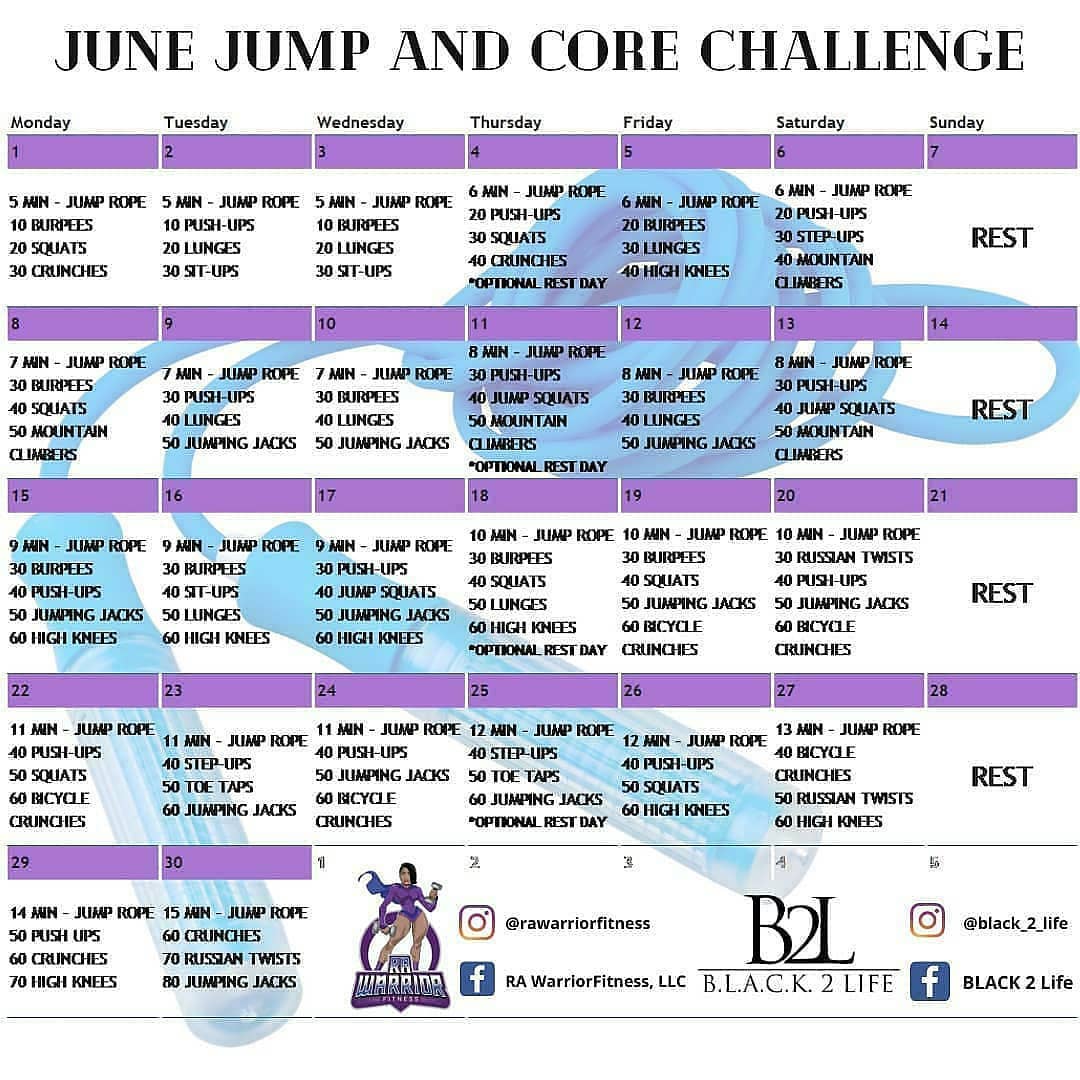 JUNE JUMP AND CORE CHALLENGE
Monday Tuesday Wednesday Thursday Friday Saturday Sunday
1
5 MIN - JUMP ROPE
10 BURPEES
20 SQUATS
30 CRUNCHES
2
5 MIN - JUMP ROPE
10 PUSH-UPS
20 LUNGES
30 SIT-UPS
3
5 MIN - JUMP ROPE
10 BURPEES
20 LUNGES
30 SIT-UPS
4
6 MIN - JUMP ROPE
20 PUSH-UPS
30 SQUATS
40 CRUNCHES
*OPTIONAL REST DAY
5
6 MIN - JUMP ROPE
20 BURPEES
30 LUNGES
40 HIGH KNEES
6
6 MIN - JUMP ROPE
20 PUSH-UPS
30 STEP-UPS
40 MOUNTAIN
CLIMBERS
7
REST
8
7 MIN - JUMP ROPE
30 BURPEES
40 SQUATS
50 MOUNTAIN
CLIMBERS
9
7 MIN - JUMP ROPE
30 PUSH-UPS
40 LUNGES
50 JUMPING JACKS
10
7 MIN - JUMP ROPE
30 BURPEES
40 LUNGES
50 JUMPING JACKS
11
8 MIN - JUMP ROPE
30 PUSH-UPS
40 JUMP SQUATS
50 MOUNTAIN
CLIMBERS
*OPTIONAL REST DAY
12
8 MIN - JUMP ROPE
30 BURPEES
40 LUNGES
50 JUMPING JACKS
13
8 MIN - JUMP ROPE
30 PUSH-UPS
40 JUMP SQUATS
50 MOUNTAIN
CLIMBERS
14
REST
15
9 MIN - JUMP ROPE
30 BURPEES
40 PUSH-UPS
50 JUMPING JACKS
60 HIGH KNEES
16
9 MIN - JUMP ROPE
30 BURPEES
40 SIT-UPS
50 LUNGES
60 HIGH KNEES
17
9 MIN - JUMP ROPE
30 PUSH-UPS
40 JUMP SQUATS
50 JUMPING JACKS
60 HIGH KNEES
18
10 MIN - JUMP ROPE
30 BURPEES
40 SQUATS
50 LUNGES
60 HIGH KNEES
*OPTIONAL REST DAY
19
10 MIN - JUMP ROPE
30 BURPEES
40 SQUATS
50 JUMPING JACKS
60 BICYCLE
CRUNCHES
20
10 MIN - JUMP ROPE
30 RUSSIAN TWISTS
40 PUSH-UPS
50 JUMPING JACKS
60 BICYCLE
CRUNCHES
21
REST
22
11 MIN - JUMP ROPE
40 PUSH-UPS
50 SQUATS
60 BICYCLE
CRUNCHES
23
11 MIN - JUMP ROPE
40 STEP-UPS
50 TOE TAPS
60 JUMPING JACKS
24
11 MIN - JUMP ROPE
40 PUSH-UPS
50 JUMPING JACKS
60 BICYCLE
CRUNCHES
25
12 MIN - JUMP ROPE
40 STEP-UPS
50 TOE TAPS
60 JUMPING JACKS
*OPTIONAL REST DAY
26
12 MIN - JUMP ROPE
40 PUSH-UPS
50 SQUATS
60 HIGH KNEES
27
13 MIN - JUMP ROPE
40 BICYCLE
CRUNCHES
50 RUSSIAN TWISTS
60 HIGH KNEES
28
REST
29
14 MIN - JUMP ROPE
50 PUSH UPS
60 CRUNCHES
70 HIGH KNEES
30
15 MIN - JUMP ROPE
60 CRUNCHES
70 RUSSIAN TWISTS
80 JUMPING JACKS
1
RA
WARRIOR
FITNESS
2
3
4
5
@rawarriorfitness
RA WarriorFitness, LLC
B2L
B.L.A.C.K. 2 LIFE
@black_2_life
BLACK 2 Life